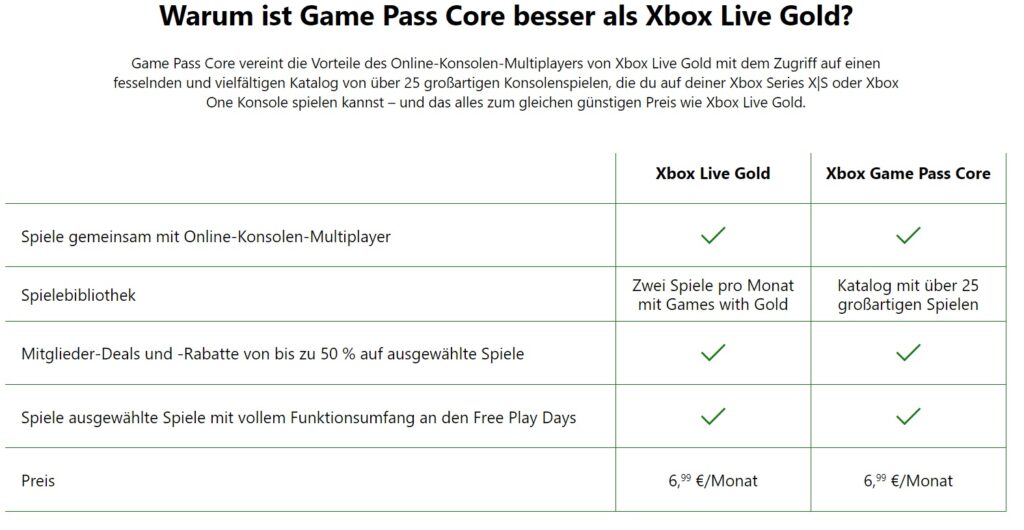 Warum ist Game Pass Core besser als Xbox Live Gold?
Game Pass Core vereint die Vorteile des Online-Konsolen-Multiplayers von Xbox Live Gold mit dem Zugriff auf einen
fesselnden und vielfältigen Katalog von über 25 großartigen Konsolenspielen, die du auf deiner Xbox Series X|S oder Xbox
One Konsole spielen kannst – und das alles zum gleichen günstigen Preis wie Xbox Live Gold.
Xbox Live Gold Xbox Game Pass Core
Spiele gemeinsam mit Online-Konsolen-Multiplayer
Spielebibliothek
Zwei Spiele pro Monat
mit Games with Gold
Katalog mit über 25
großartigen Spielen
Mitglieder-Deals und -Rabatte von bis zu 50 % auf ausgewählte Spiele
Spiele ausgewählte Spiele mit vollem Funktionsumfang an den Free Play Days
Preis 6,99 €/Monat 6,99 €/Monat